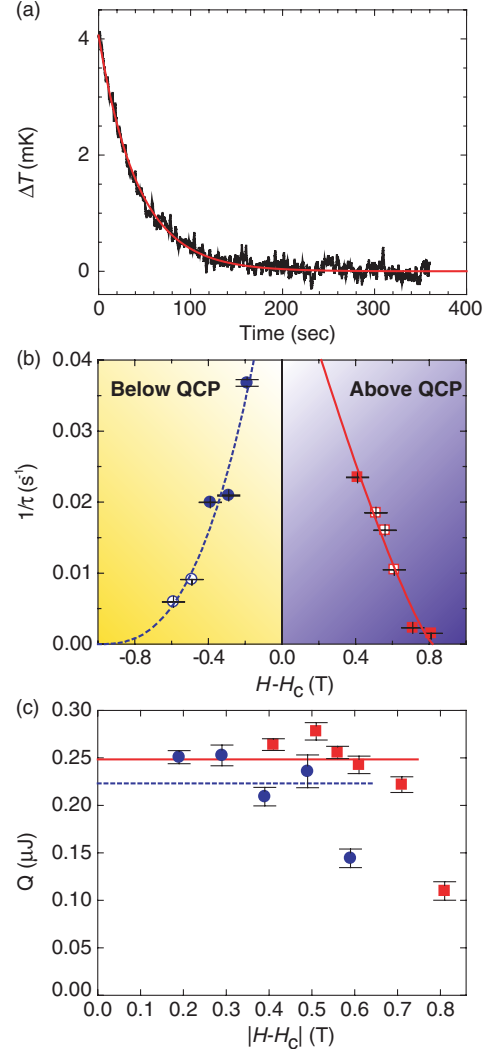 (a)
4
2
0
ΔT (mK)
0 100 200 300 400
Time (sec)
(b)
0.04
0.03
0.02
0.01
0.00
1/τ (s⁻¹)
Below QCP
Above QCP
-0.8 -0.4 0.0 0.4 0.8
H-HC (T)
(c)
0.30
0.25
0.20
0.15
0.10
0.05
0.00
Q (μJ)
0.0 0.1 0.2 0.3 0.4 0.5 0.6 0.7 0.8
|H-HC| (T)